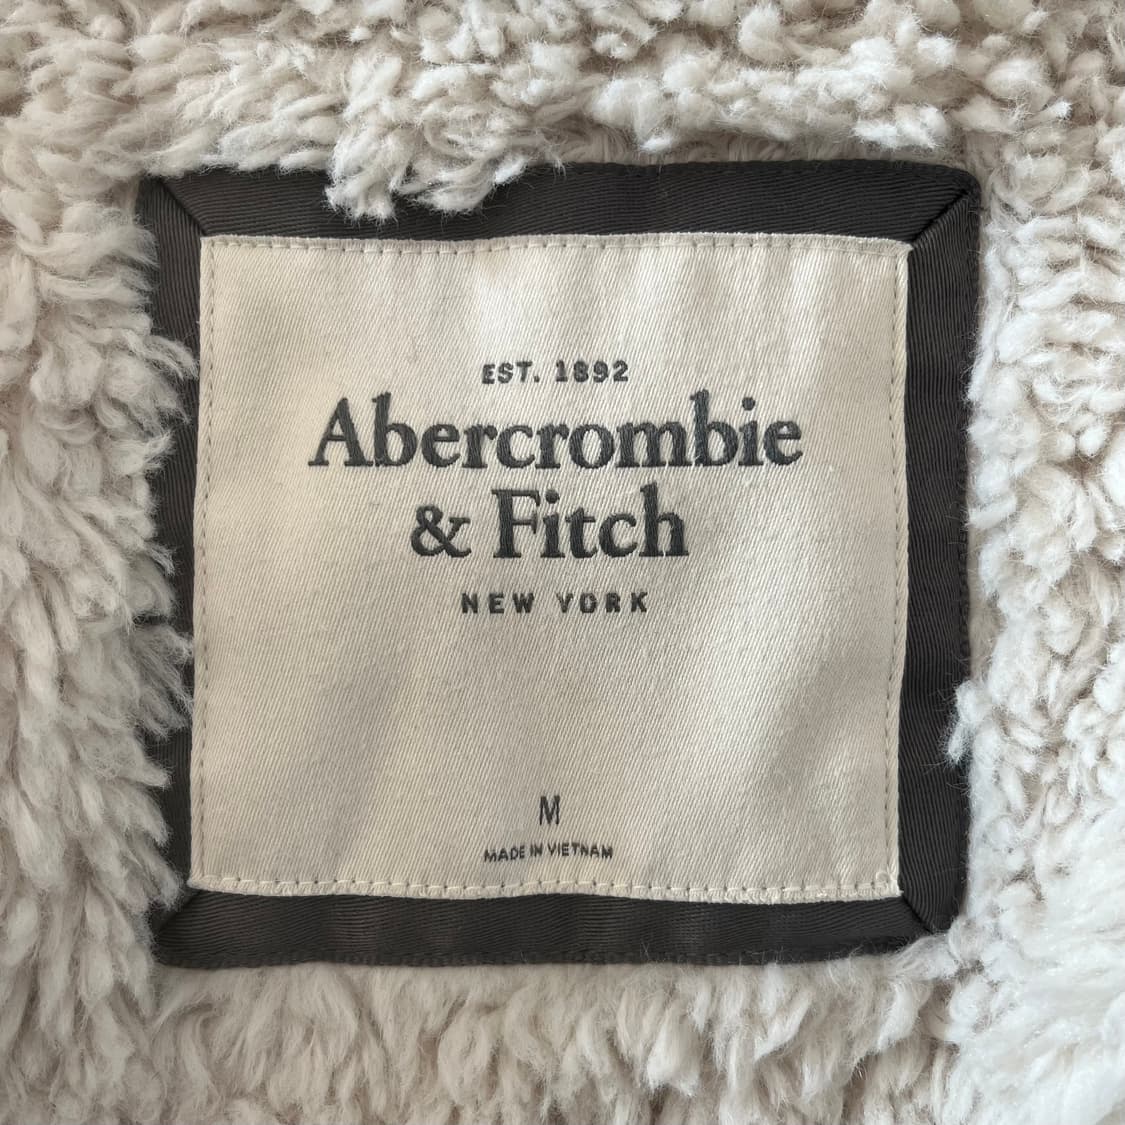 EST. 1892
Abercrombie
& Fitch
NEW YORK
M
MADE IN VIETNAM